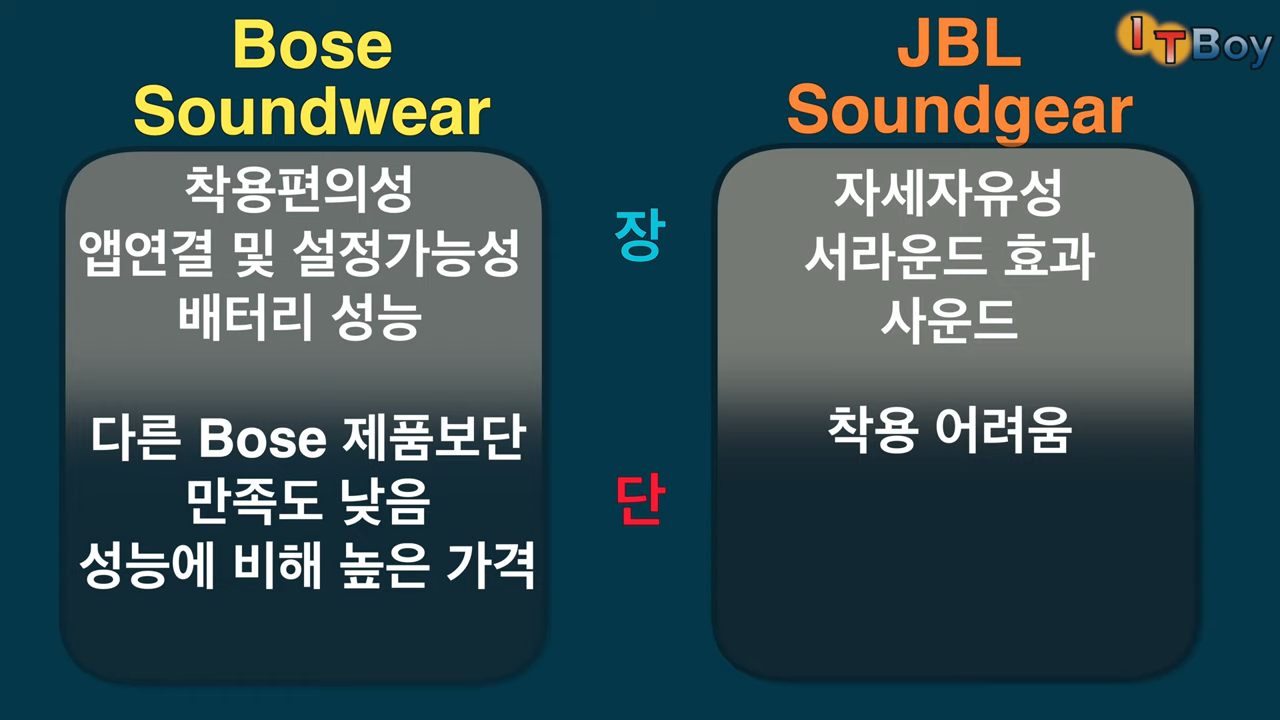 Bose
Soundwear
JBL
Soundgear
ITBoy
착용편의성
앱연결 및 설정가능성
배터리 성능
장
자세자유성
서라운드 효과
사운드
다른 Bose 제품보단
만족도 낮음
성능에 비해 높은 가격
단
착용 어려움